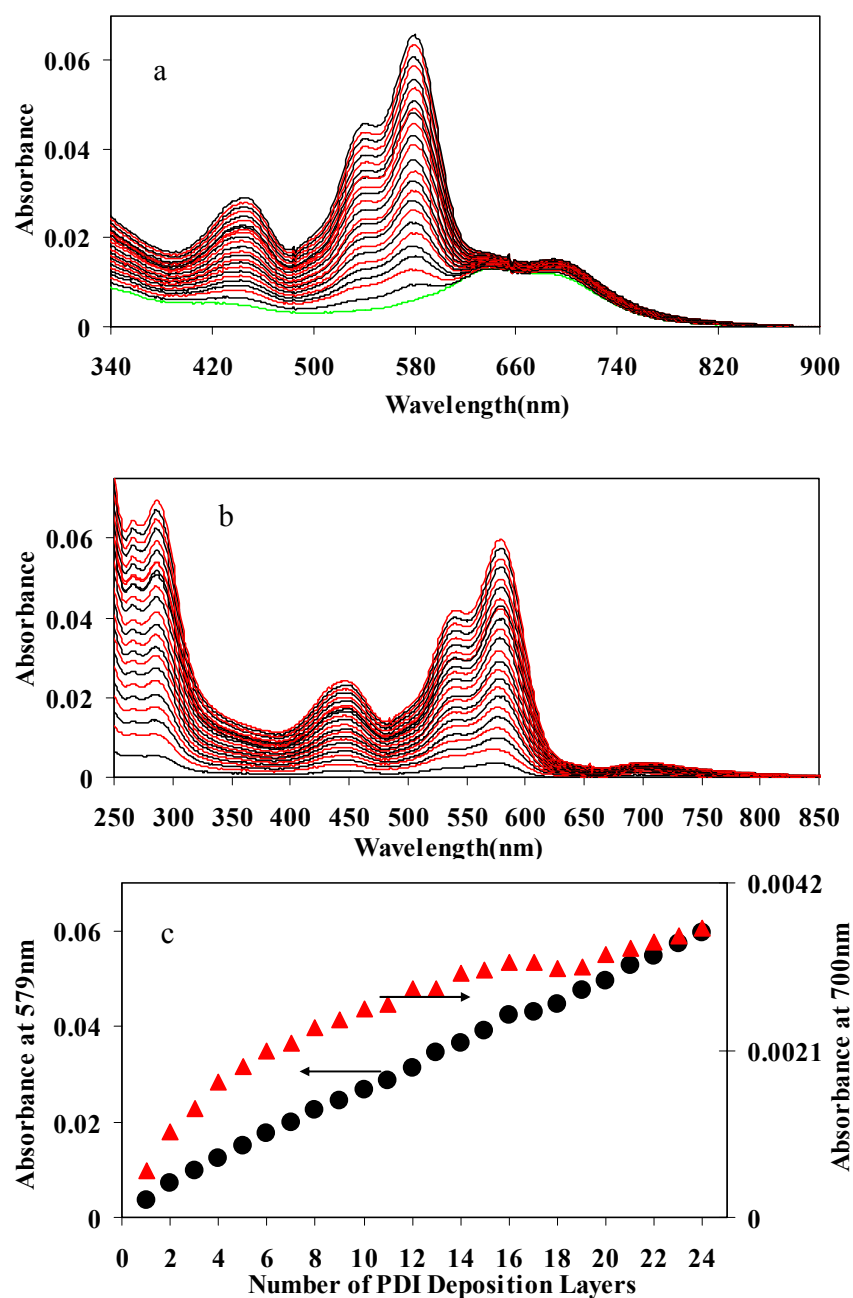 a
Absorbance
0.06
0.04
0.02
0
340 420 500 580 660 740 820 900
Wavelength(nm)
b
Absorbance
0.06
0.04
0.02
0
250 300 350 400 450 500 550 600 650 700 750 800 850
Wavelength(nm)
c
Absorbance at 579nm
0.06
0.04
0.02
0
0.0042
0.0021
0
Absorbance at 700nm
0 2 4 6 8 10 12 14 16 18 20 22 24
Number of PDI Deposition Layers